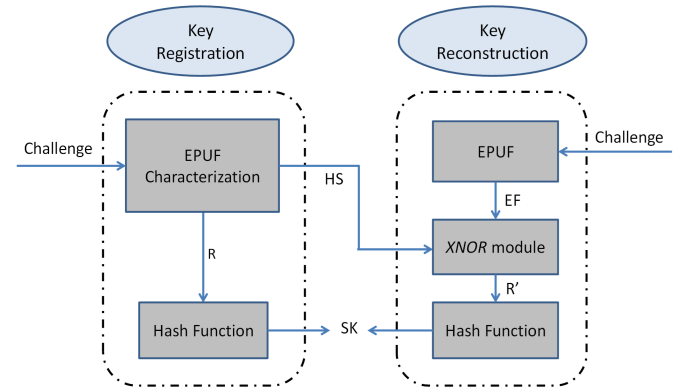 Key
Registration
Key
Reconstruction
Challenge
EPUF
Characterization
HS
R
Hash Function
SK
Challenge
EPUF
EF
XNOR module
R’
Hash Function